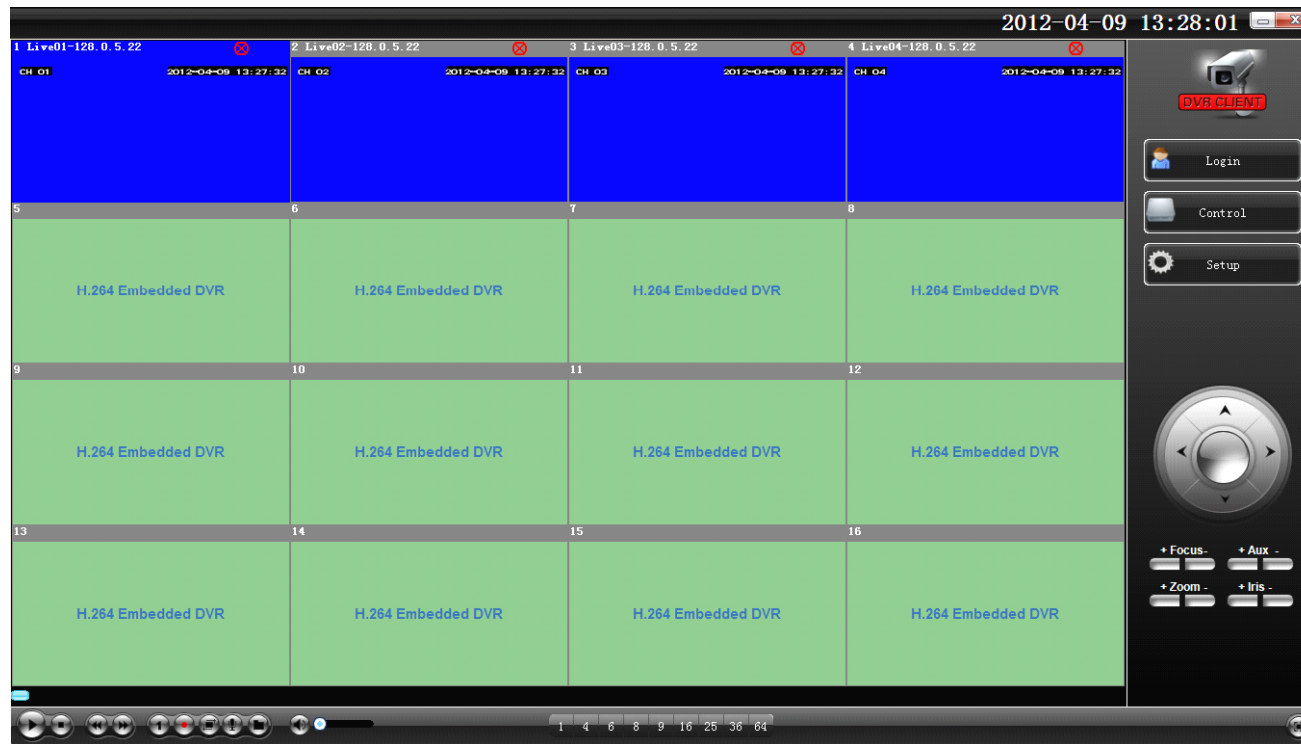 2012-04-09 13:28:01
1 Live01-128.0.5.22
2 Live02-128.0.5.22
3 Live03-128.0.5.22
4 Live04-128.0.5.22
CH 01 2012-04-09 13:27:32
CH 02 2012-04-09 13:27:32
CH 03 2012-04-09 13:27:32
CH 04 2012-04-09 13:27:32
DVR CLIENT
Login
Control
Setup
5 6 7 8
H.264 Embedded DVR
H.264 Embedded DVR
H.264 Embedded DVR
H.264 Embedded DVR
9 10 11 12
H.264 Embedded DVR
H.264 Embedded DVR
H.264 Embedded DVR
H.264 Embedded DVR
13 14 15 16
H.264 Embedded DVR
H.264 Embedded DVR
H.264 Embedded DVR
H.264 Embedded DVR
+ Focus- + Aux -
+ Zoom - + Iris -
1 4 6 8 9 16 25 36 64